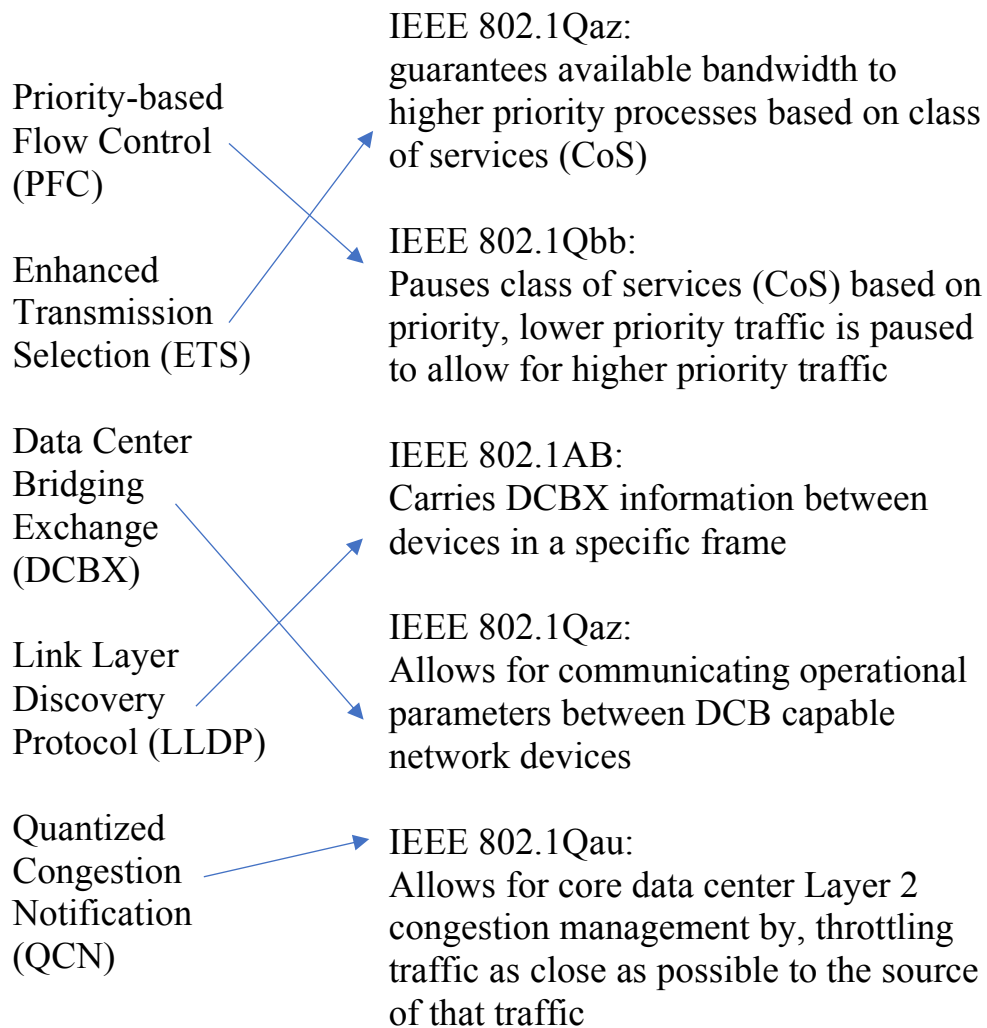 Priority-based
Flow Control
(PFC)
Enhanced
Transmission
Selection (ETS)
Data Center
Bridging
Exchange
(DCBX)
Link Layer
Discovery
Protocol (LLDP)
Quantized
Congestion
Notification
(QCN)
IEEE 802.1Qaz:
guarantees available bandwidth to
higher priority processes based on class
of services (CoS)
IEEE 802.1Qbb:
Pauses class of services (CoS) based on
priority, lower priority traffic is paused
to allow for higher priority traffic
IEEE 802.1AB:
Carries DCBX information between
devices in a specific frame
IEEE 802.1Qaz:
Allows for communicating operational
parameters between DCB capable
network devices
IEEE 802.1Qau:
Allows for core data center Layer 2
congestion management by, throttling
traffic as close as possible to the source
of that traffic